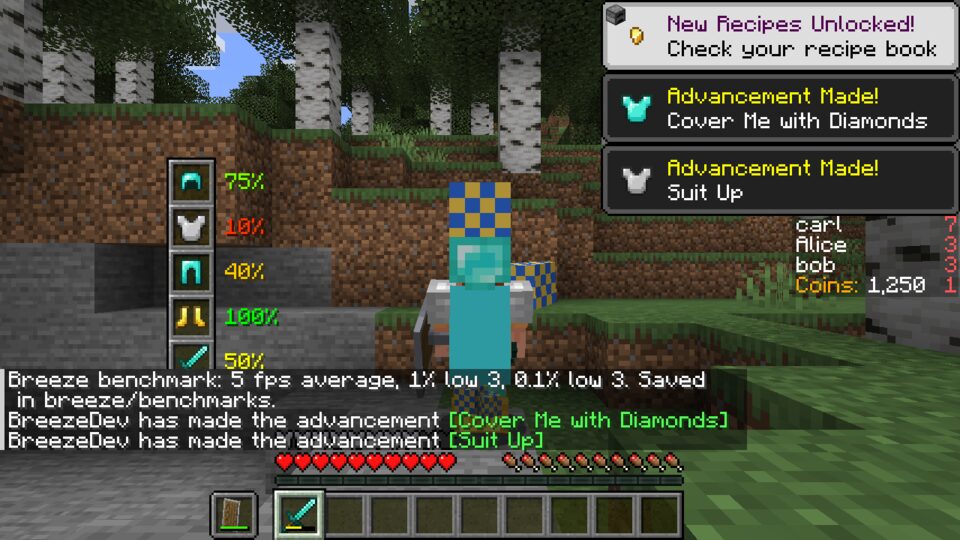 New Recipes Unlocked!
Check your recipe book
Advancement Made!
Cover Me with Diamonds
Advancement Made!
Suit Up
carl 7
Alice 3
bob 3
Coins: 1,250 1
75%
10%
40%
100%
50%
Breeze benchmark: 5 fps average, 1% low 3, 0.1% low 3. Saved
in breeze/benchmarks.
BreezeDev has made the advancement [Cover Me with Diamonds]
BreezeDev has made the advancement [Suit Up]